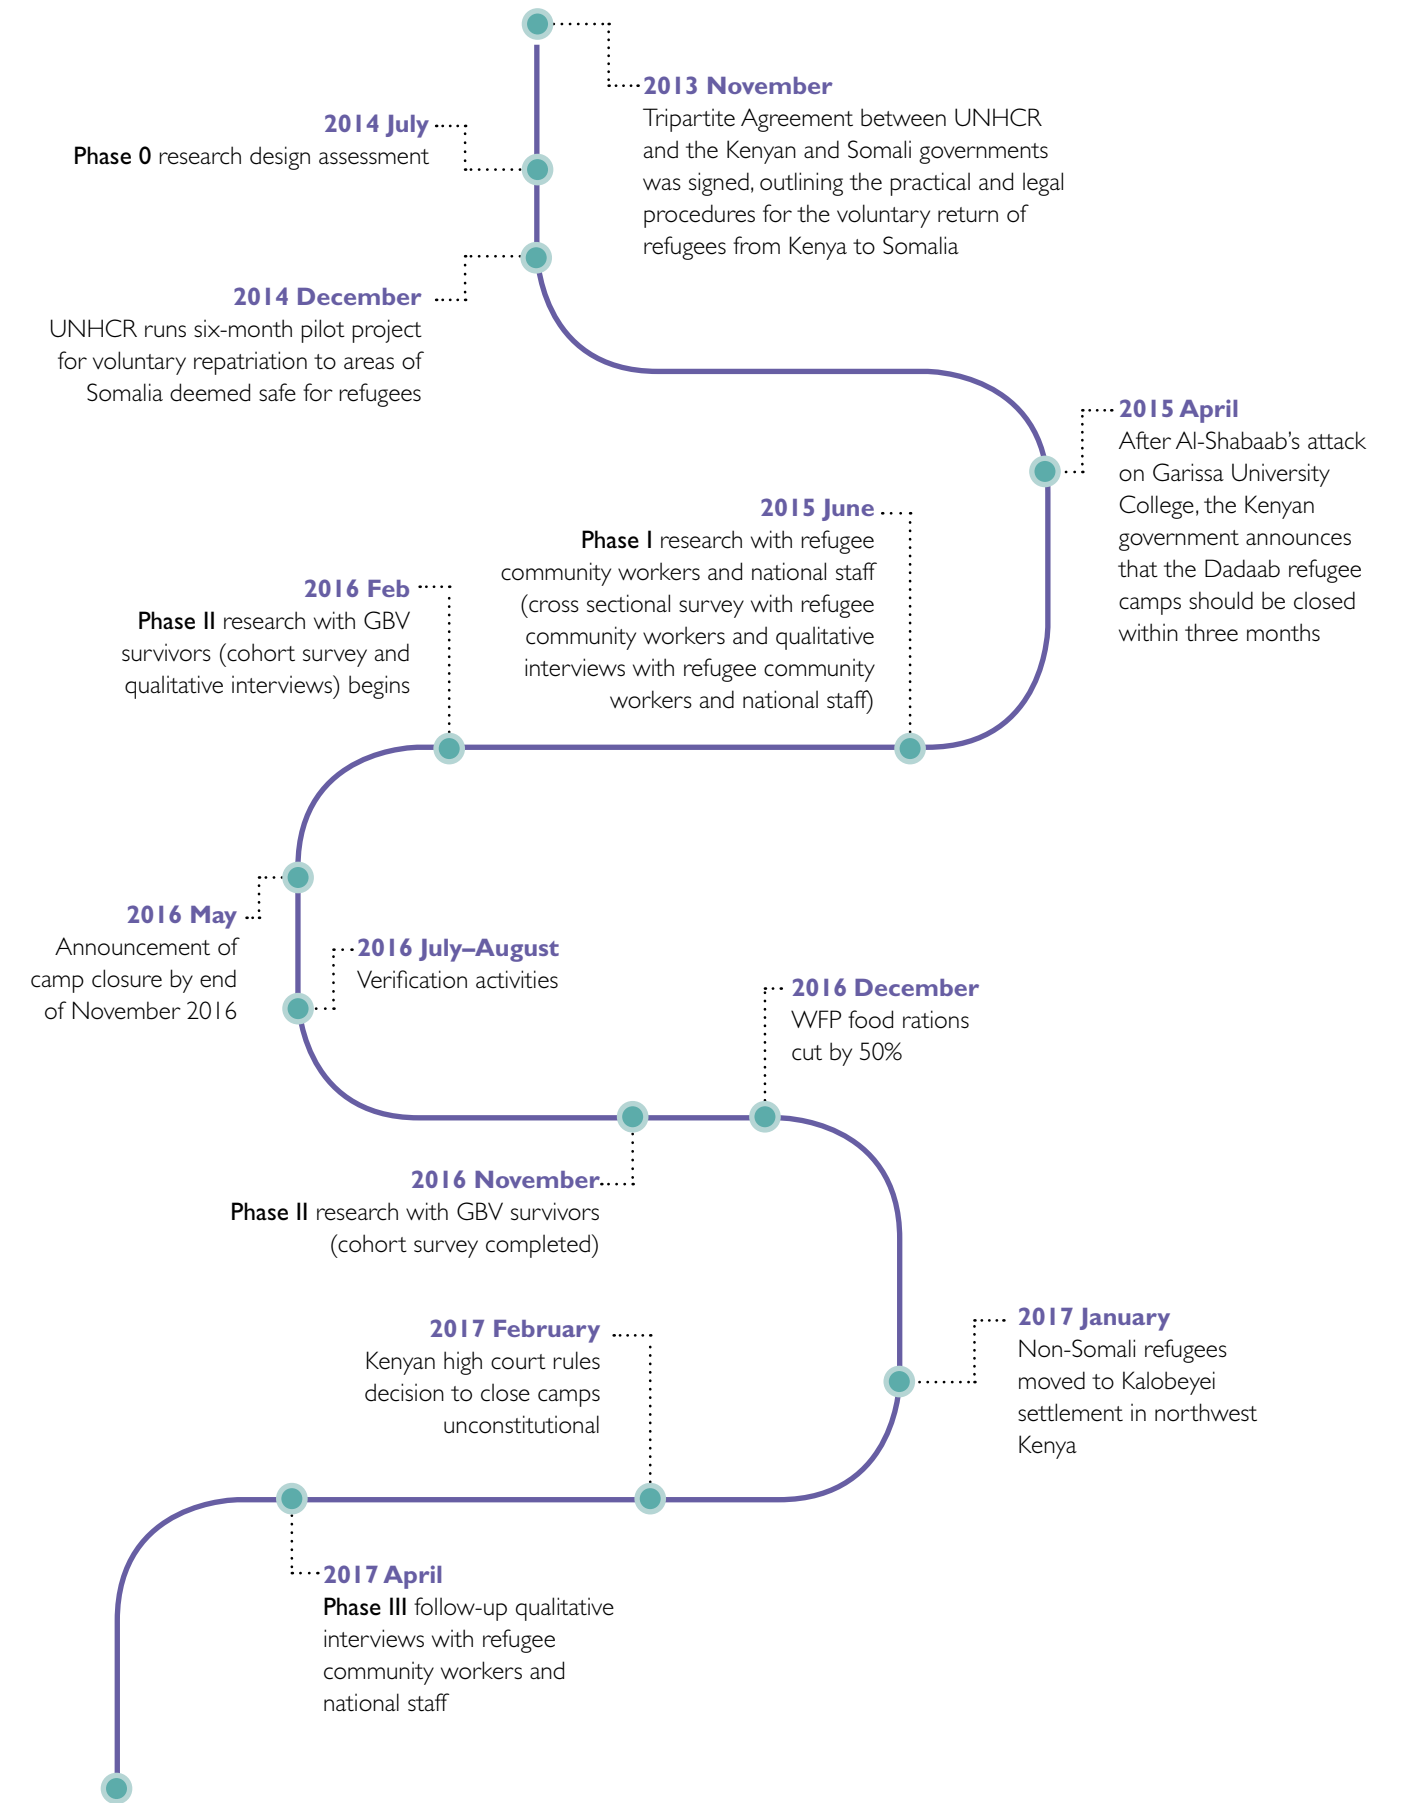 2013 November
Tripartite Agreement between UNHCR
and the Kenyan and Somali governments
was signed, outlining the practical and legal
procedures for the voluntary return of
refugees from Kenya to Somalia
2014 July
Phase 0 research design assessment
2014 December
UNHCR runs six-month pilot project
for voluntary repatriation to areas of
Somalia deemed safe for refugees
2015 April
After Al-Shabaab’s attack
on Garissa University
College, the Kenyan
government announces
that the Dadaab refugee
camps should be closed
within three months
2015 June
Phase I research with refugee
community workers and national staff
(cross sectional survey with refugee
community workers and qualitative
interviews with refugee community
workers and national staff)
2016 Feb
Phase II research with GBV
survivors (cohort survey and
qualitative interviews) begins
2016 May
Announcement of
camp closure by end
of November 2016
2016 July–August
Verification activities
2016 November
Phase II research with GBV survivors
(cohort survey completed)
2016 December
WFP food rations
cut by 50%
2017 January
Non-Somali refugees
moved to Kalobeyei
settlement in northwest
Kenya
2017 February
Kenyan high court rules
decision to close camps
unconstitutional
2017 April
Phase III follow-up qualitative
interviews with refugee
community workers and
national staff